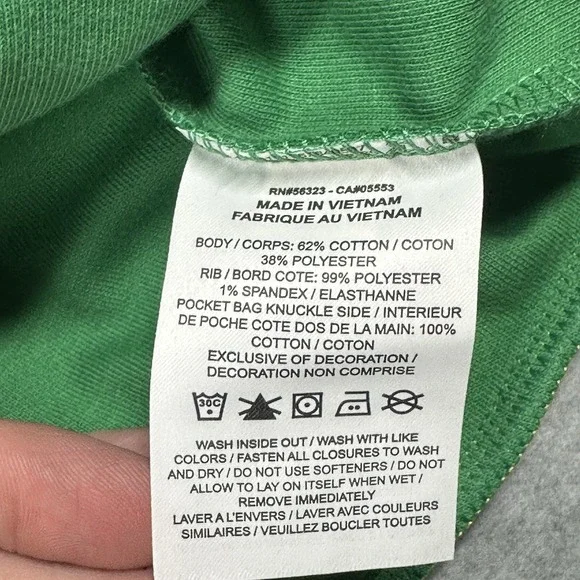 RN#56323 - CA#05553
MADE IN VIETNAM
FABRIQUE AU VIETNAM
BODY / CORPS: 62% COTTON / COTON
38% POLYESTER
RIB / BORD COTE: 99% POLYESTER
1% SPANDEX / ELASTHANNE
POCKET BAG KNUCKLE SIDE / INTERIEUR
DE POCHE COTE DOS DE LA MAIN: 100%
COTTON / COTON
EXCLUSIVE OF DECORATION /
DECORATION NON COMPRISE
30C
WASH INSIDE OUT / WASH WITH LIKE
COLORS / FASTEN ALL CLOSURES TO WASH
AND DRY / DO NOT USE SOFTENERS / DO NOT
ALLOW TO LAY ON ITSELF WHEN WET /
REMOVE IMMEDIATELY
LAVER A L'ENVERS / LAVER AVEC COULEURS
SIMILAIRES / VEUILLEZ BOUCLER TOUTES